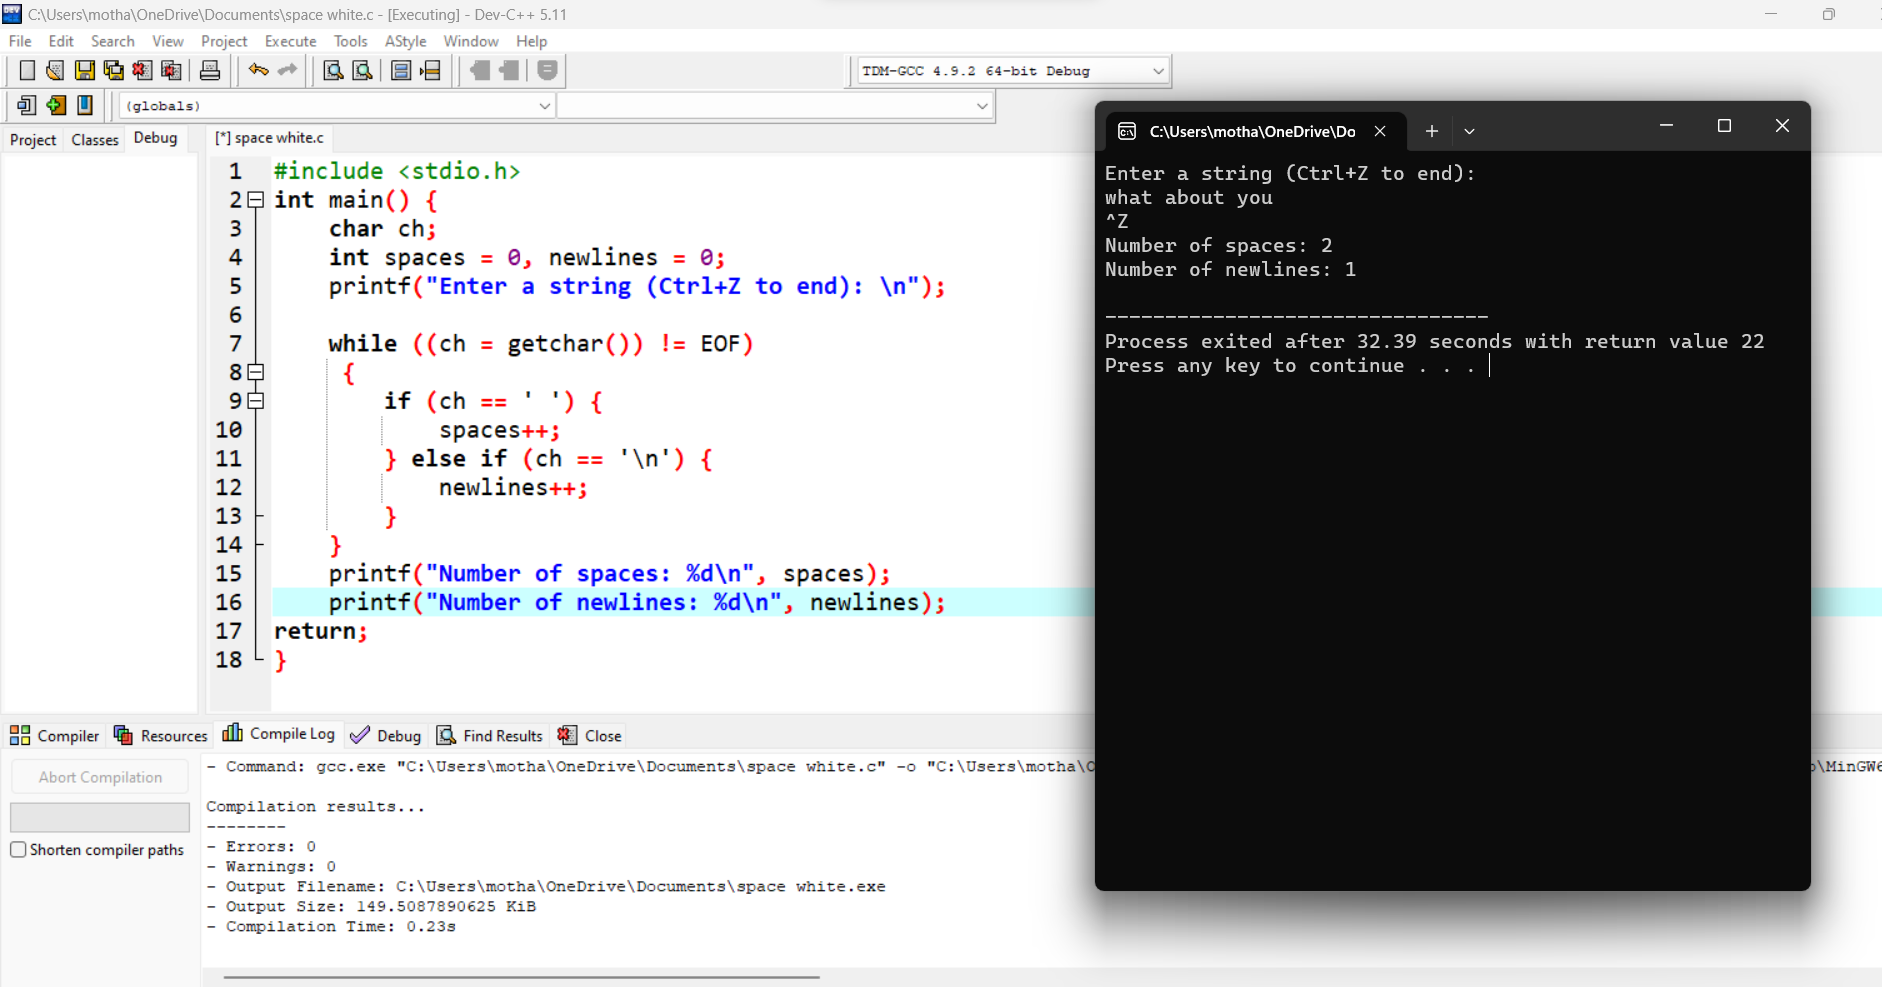 C:\Users\motha\OneDrive\Documents\space white.c - [Executing] - Dev-C++ 5.11
File Edit Search View Project Execute Tools AStyle Window Help
TDM-GCC 4.9.2 64-bit Debug
(globals)
Project Classes Debug
[*] space white.c
1 #include <stdio.h>
2 int main() {
3 char ch;
4 int spaces = 0, newlines = 0;
5 printf("Enter a string (Ctrl+Z to end): \n");
6
7 while ((ch = getchar()) != EOF)
8 {
9 if (ch == ' ') {
10 spaces++;
11 } else if (ch == '\n') {
12 newlines++;
13 }
14 }
15 printf("Number of spaces: %d\n", spaces);
16 printf("Number of newlines: %d\n", newlines);
17 return;
18 }
C:\Users\motha\OneDrive\Do
Enter a string (Ctrl+Z to end):
what about you
^Z
Number of spaces: 2
Number of newlines: 1
--------------------------------
Process exited after 32.39 seconds with return value 22
Press any key to continue . . .
Compiler Resources Compile Log Debug Find Results Close
Abort Compilation
Shorten compiler paths
- Command: gcc.exe "C:\Users\motha\OneDrive\Documents\space white.c" -o "C:\Users\motha\O
\MinGW6
Compilation results...
--------
- Errors: 0
- Warnings: 0
- Output Filename: C:\Users\motha\OneDrive\Documents\space white.exe
- Output Size: 149.5087890625 KiB
- Compilation Time: 0.23s